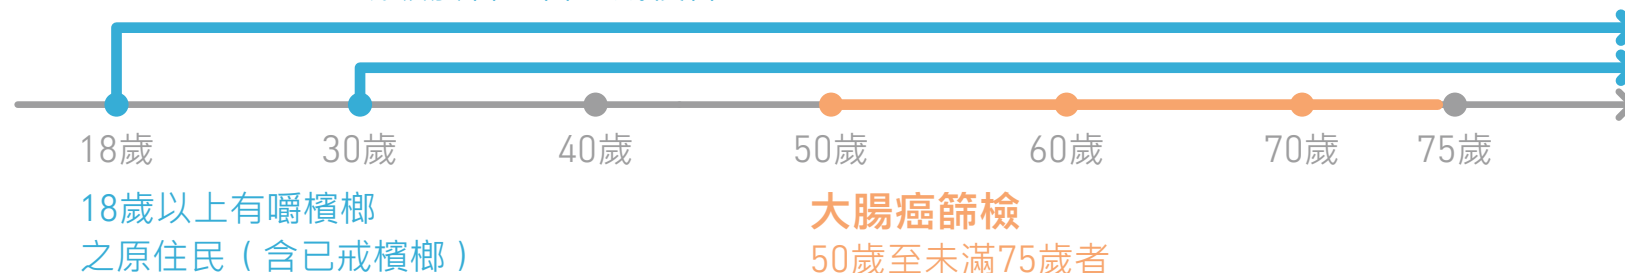 18歲
30歲
40歲
50歲
60歲
70歲
75歲
18歲以上有嚼檳榔
之原住民（含已戒檳榔）
大腸癌篩檢
50歲至未滿75歲者